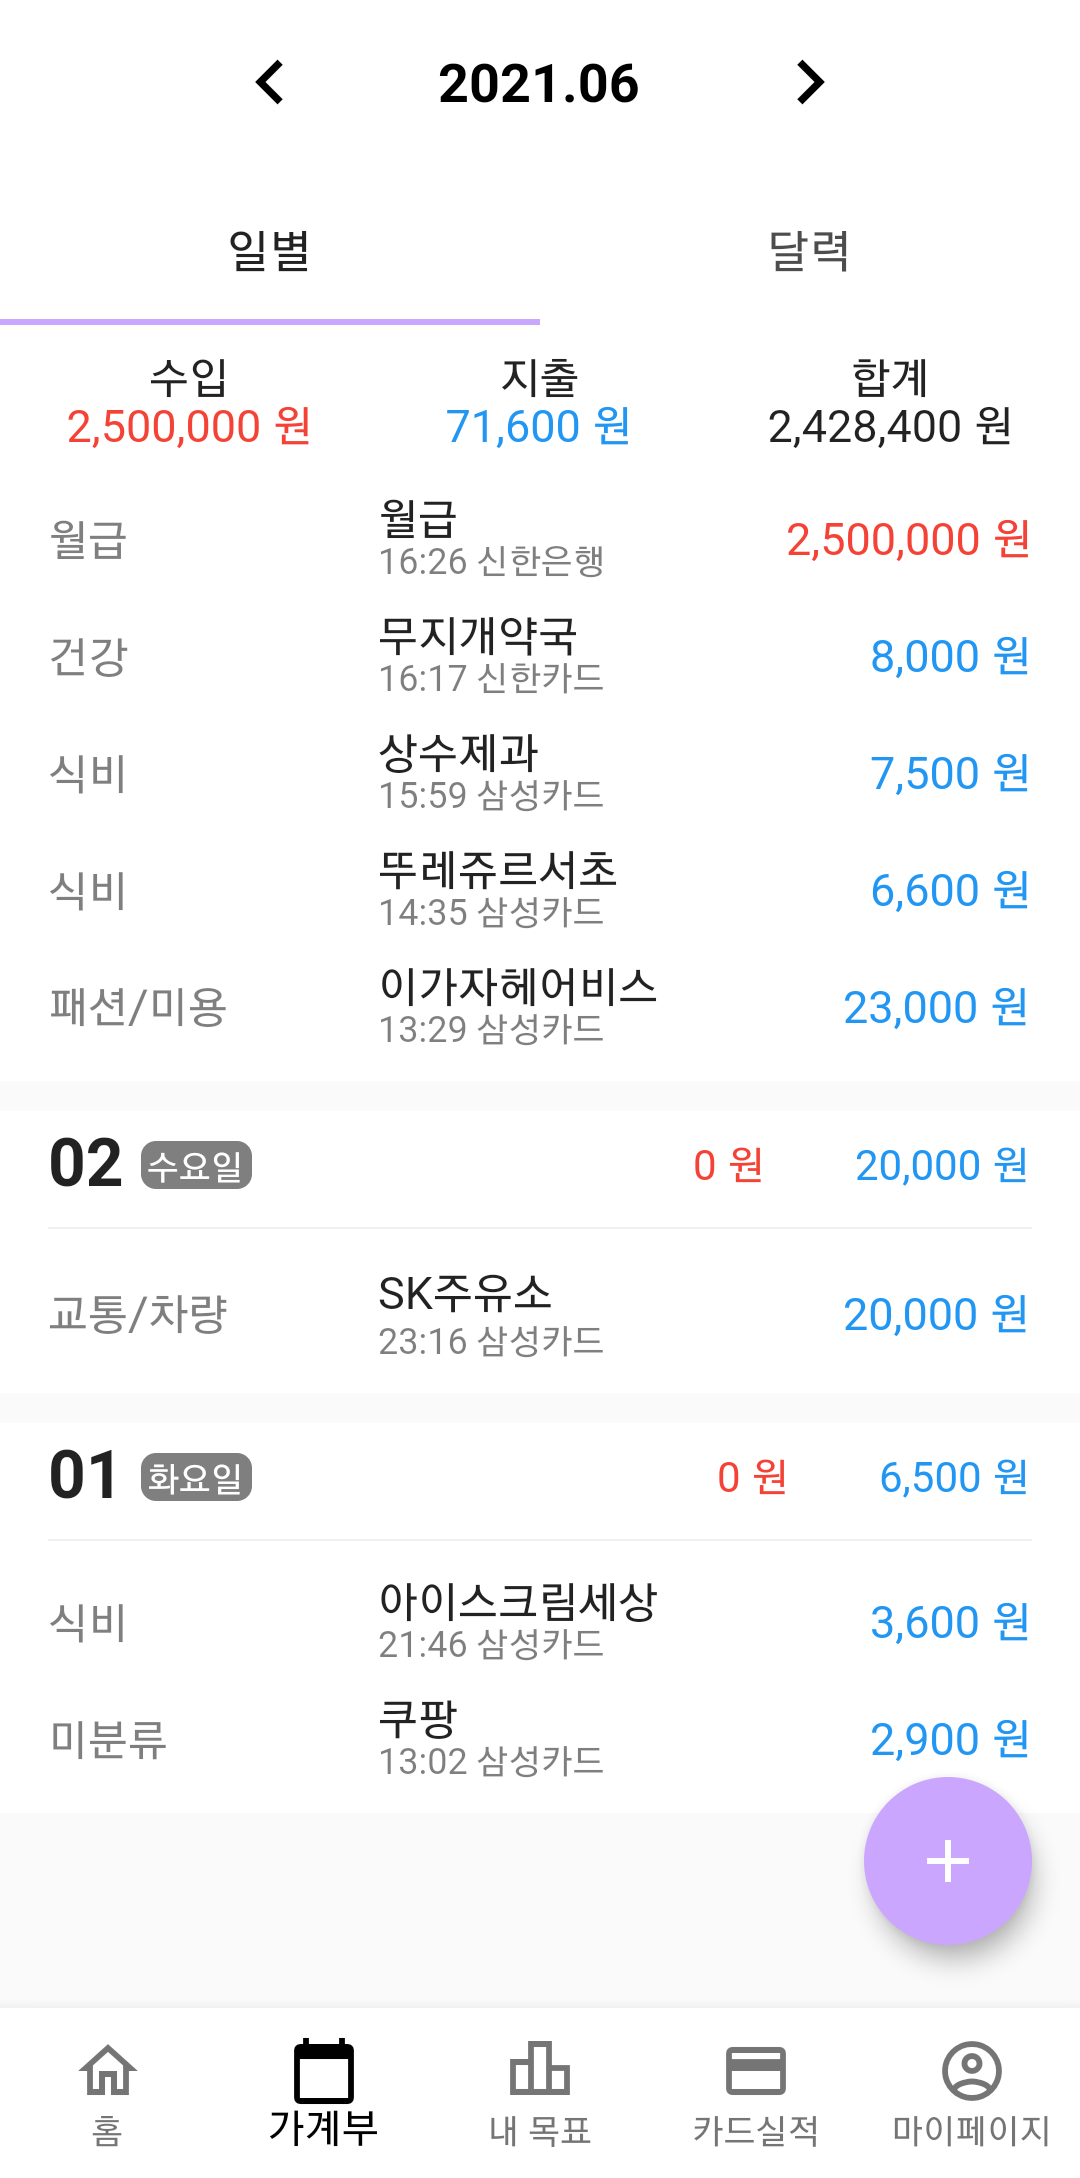 2021.06
일별 달력
수입 지출 합계
2,500,000 원 71,600 원 2,428,400 원
월급 월급 2,500,000 원
16:26 신한은행
건강 무지개약국 8,000 원
16:17 신한카드
식비 상수제과 7,500 원
15:59 삼성카드
식비 뚜레쥬르서초 6,600 원
14:35 삼성카드
패션/미용 이가자헤어비스 23,000 원
13:29 삼성카드
02 수요일 0 원 20,000 원
교통/차량 SK주유소 20,000 원
23:16 삼성카드
01 화요일 0 원 6,500 원
식비 아이스크림세상 3,600 원
21:46 삼성카드
미분류 쿠팡 2,900 원
13:02 삼성카드
홈 가계부 내 목표 카드실적 마이페이지